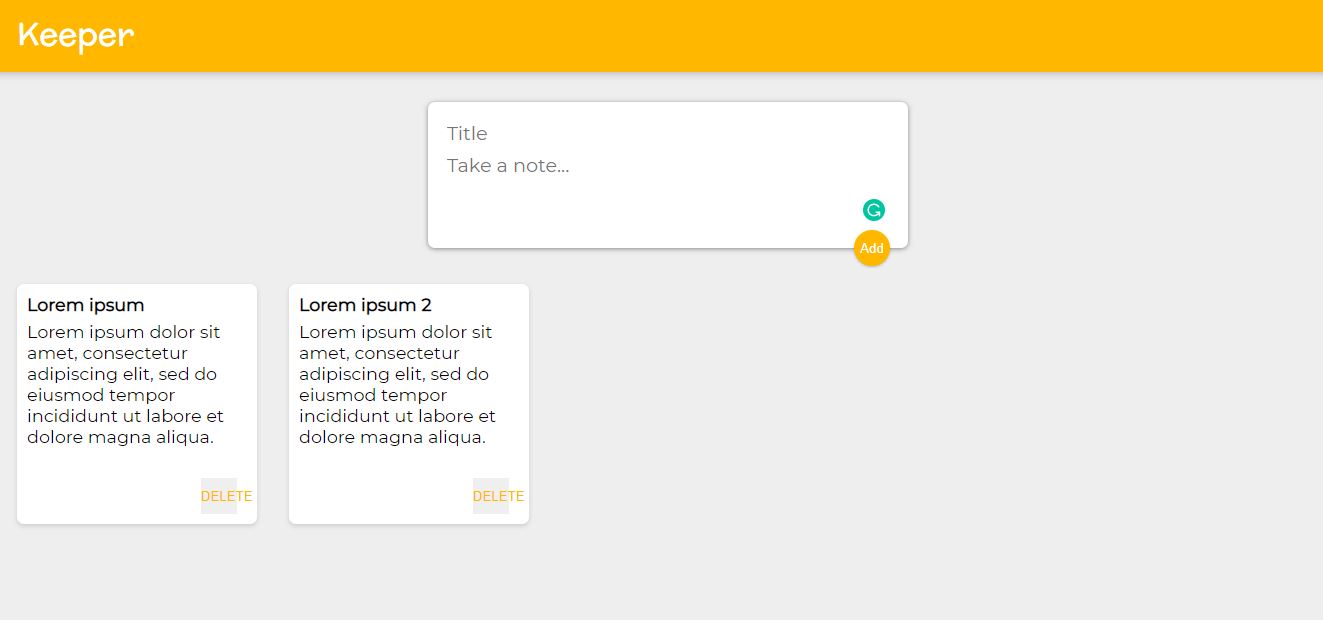 Keeper
Title
Take a note...
Add
Lorem ipsum
Lorem ipsum dolor sit
amet, consectetur
adipiscing elit, sed do
eiusmod tempor
incididunt ut labore et
dolore magna aliqua.
DELETE
Lorem ipsum 2
Lorem ipsum dolor sit
amet, consectetur
adipiscing elit, sed do
eiusmod tempor
incididunt ut labore et
dolore magna aliqua.
DELETE